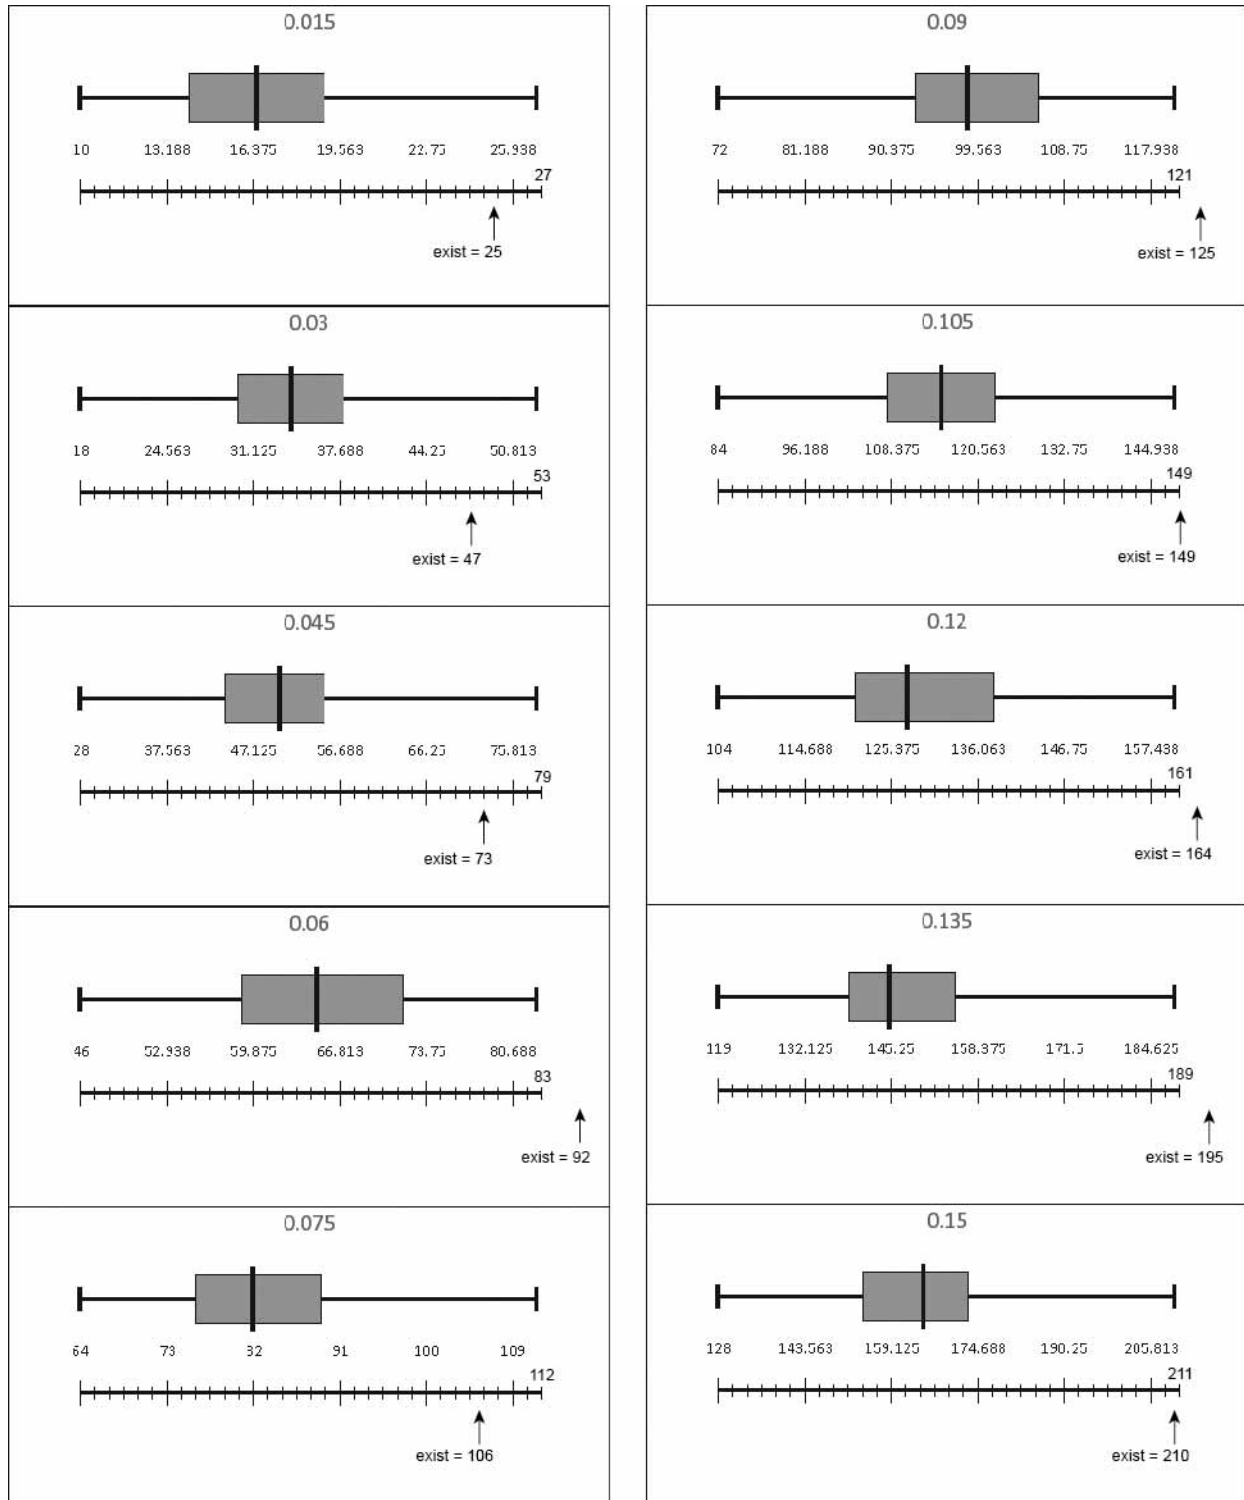 0.015
10 13.188 16.375 19.563 22.75 25.938
27
exist = 25
0.03
18 24.563 31.125 37.688 44.25 50.813
53
exist = 47
0.045
28 37.563 47.125 56.688 66.25 75.813
79
exist = 73
0.06
46 52.938 59.875 66.813 73.75 80.688
83
exist = 92
0.075
64 73 82 91 100 109
112
exist = 106
0.09
72 81.188 90.375 99.563 108.75 117.938
121
exist = 125
0.105
84 96.188 108.375 120.563 132.75 144.938
149
exist = 149
0.12
104 114.688 125.375 136.063 146.75 157.438
161
exist = 164
0.135
119 132.125 145.25 158.375 171.5 184.625
189
exist = 195
0.15
128 143.563 159.125 174.688 190.25 205.813
211
exist = 210